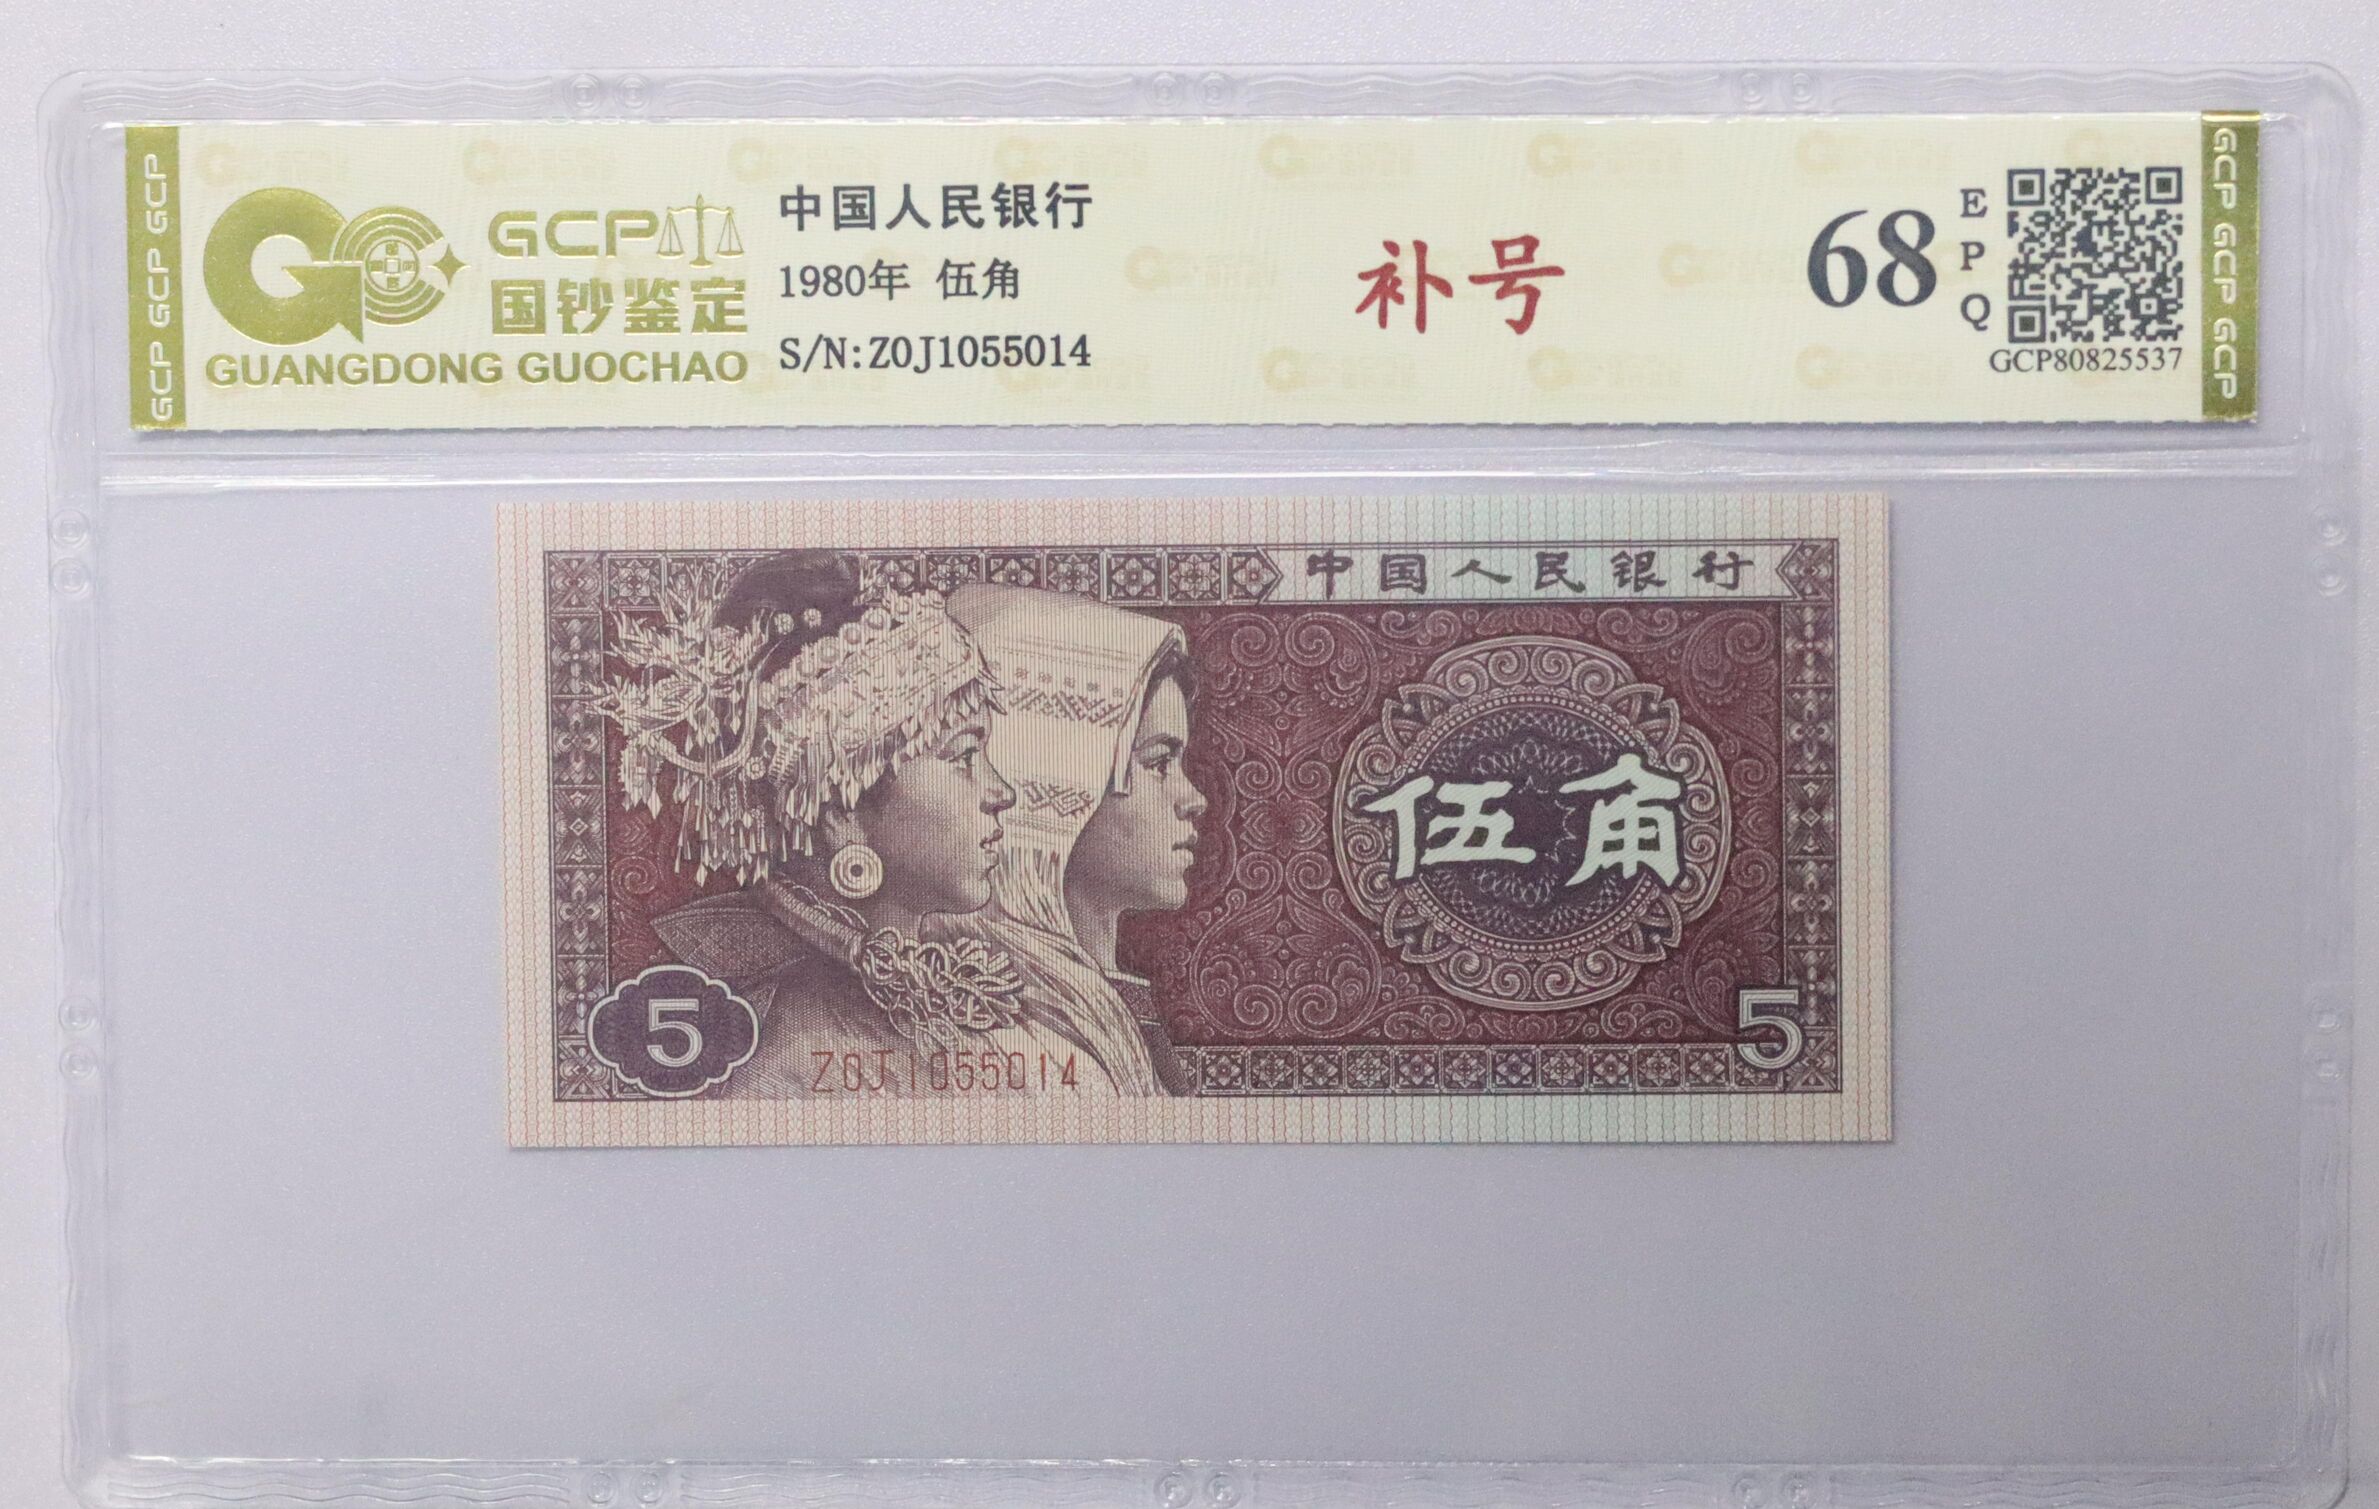 GCP GCP GCP
GCP
国钞鉴定
GUANGDONG GUOCHAO
中国人民银行
1980年 伍角
S/N:Z0J1055014
补号
68
EPQ
GCP80825537
GCP GCP GCP
中国人民银行
伍角
5
5
Z0J1055014